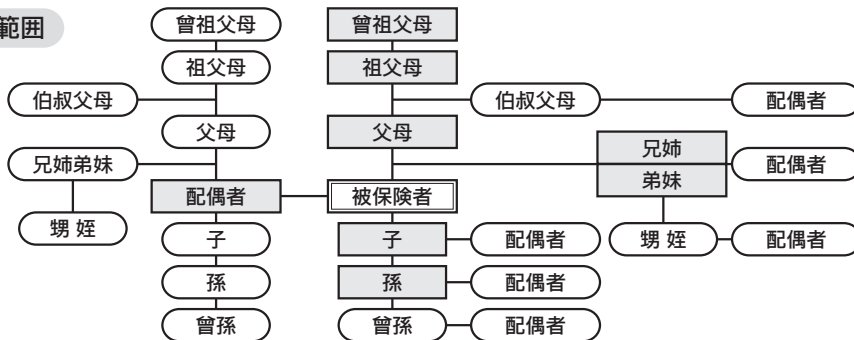 範囲
曾祖父母 曾祖父母
祖父母 祖父母
伯叔父母 伯叔父母 配偶者
父母 父母
兄姉弟妹 兄姉 配偶者
弟妹
配偶者 被保険者
甥 姪 子 子 配偶者 甥 姪 配偶者
孫 孫 配偶者
曾孫 曾孫 配偶者